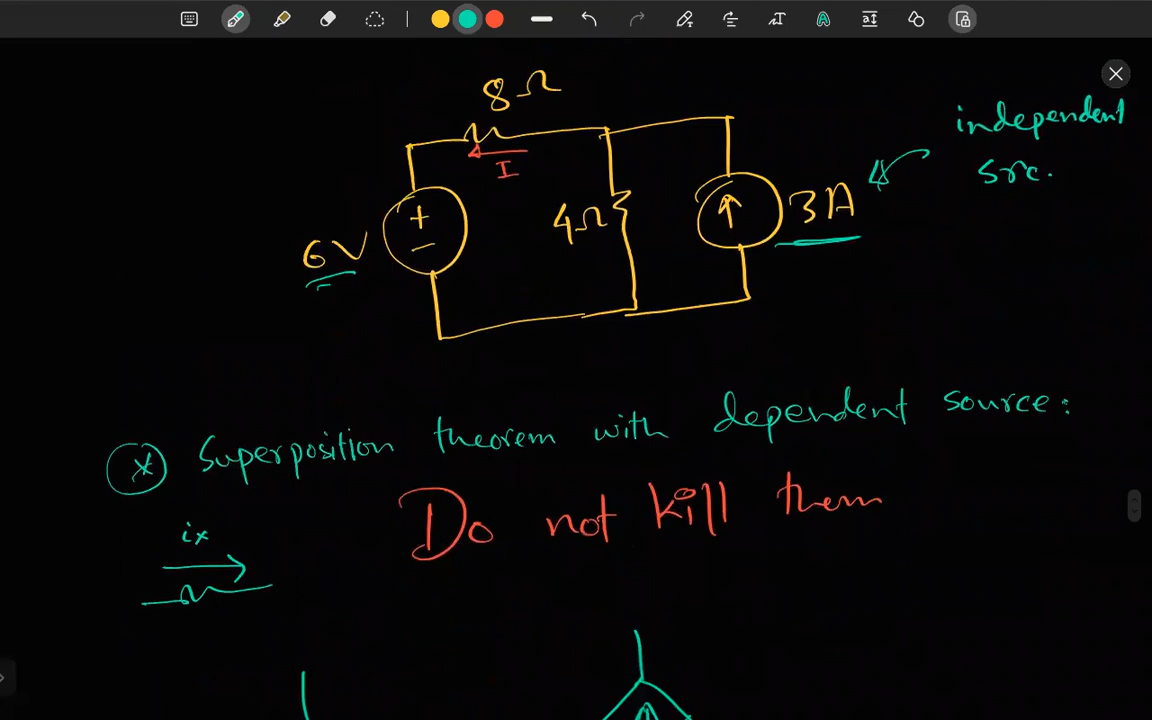 8Ω
independent
src.
I
6V
+
-
4Ω
3A
* Superposition theorem with dependent source:
Do not kill them
ix